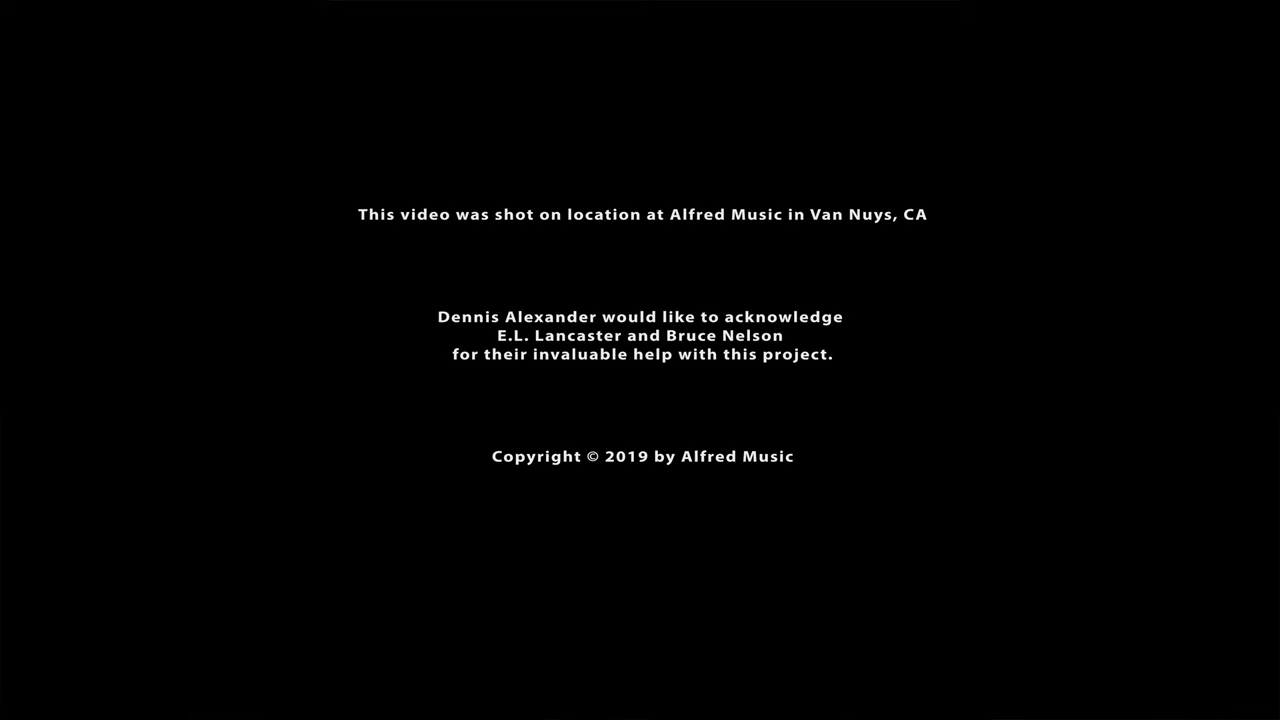 This video was shot on location at Alfred Music in Van Nuys, CA
Dennis Alexander would like to acknowledge
E.L. Lancaster and Bruce Nelson
for their invaluable help with this project.
Copyright © 2019 by Alfred Music